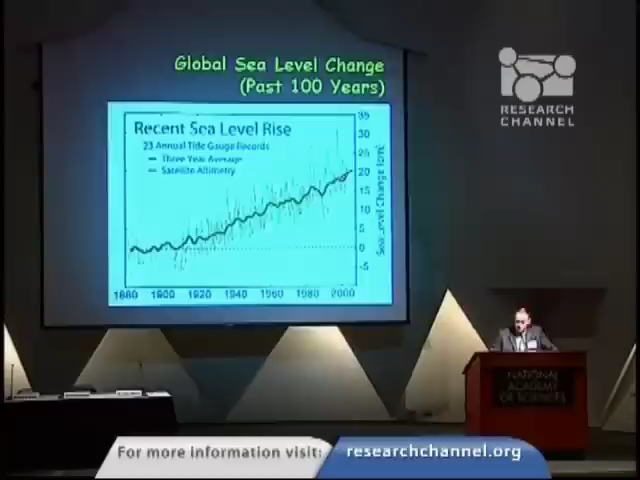 Global Sea Level Change
(Past 100 Years)
RESEARCH
CHANNEL
Recent Sea Level Rise
23 Annual Tide Gauge Records
Three Year Average
Satellite Altimetry
35
30
25
20
15
10
5
0
-5
Sea Level Change (cm)
1880 1900 1920 1940 1960 1980 2000
NATIONAL
ACADEMY
OF SCIENCES
For more information visit: researchchannel.org